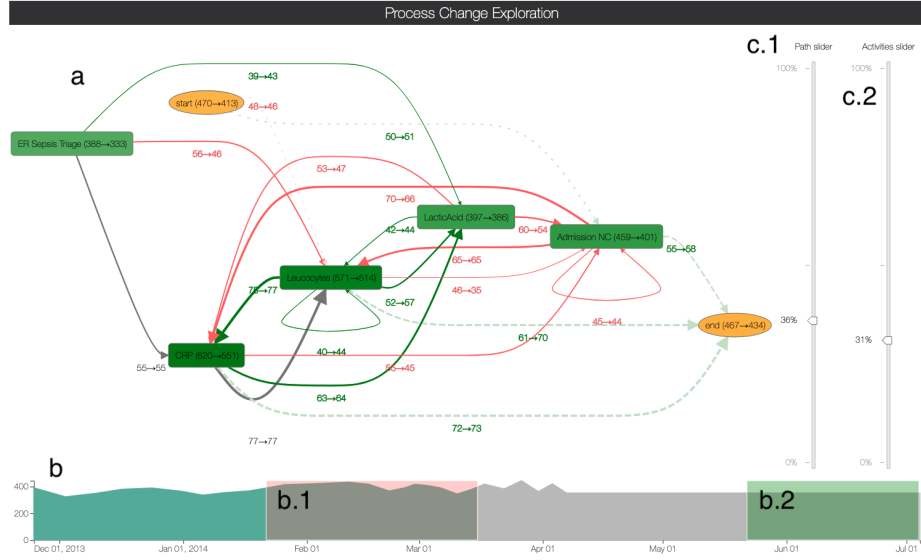 Process Change Exploration
c.1
Path slider
Activities slider
a
100%
100%
39→43
c.2
start (470→413)
48→46
50→51
ER Sepsis Triage (388→333)
56→46
53→47
70→66
LacticAcid (397→386)
42→44
60→54
Admission NC (459→401)
55→58
65→65
Leucocytes (571→514)
75→77
46→35
52→57
36%
45→44
end (467→434)
61→70
31%
CRP (620→551)
40→44
55→55
55→45
63→64
72→73
77→77
0%
0%
b
400
b.1
b.2
200
0
Dec 01, 2013
Jan 01, 2014
Feb 01
Mar 01
Apr 01
May 01
Jun 01
Jul 01